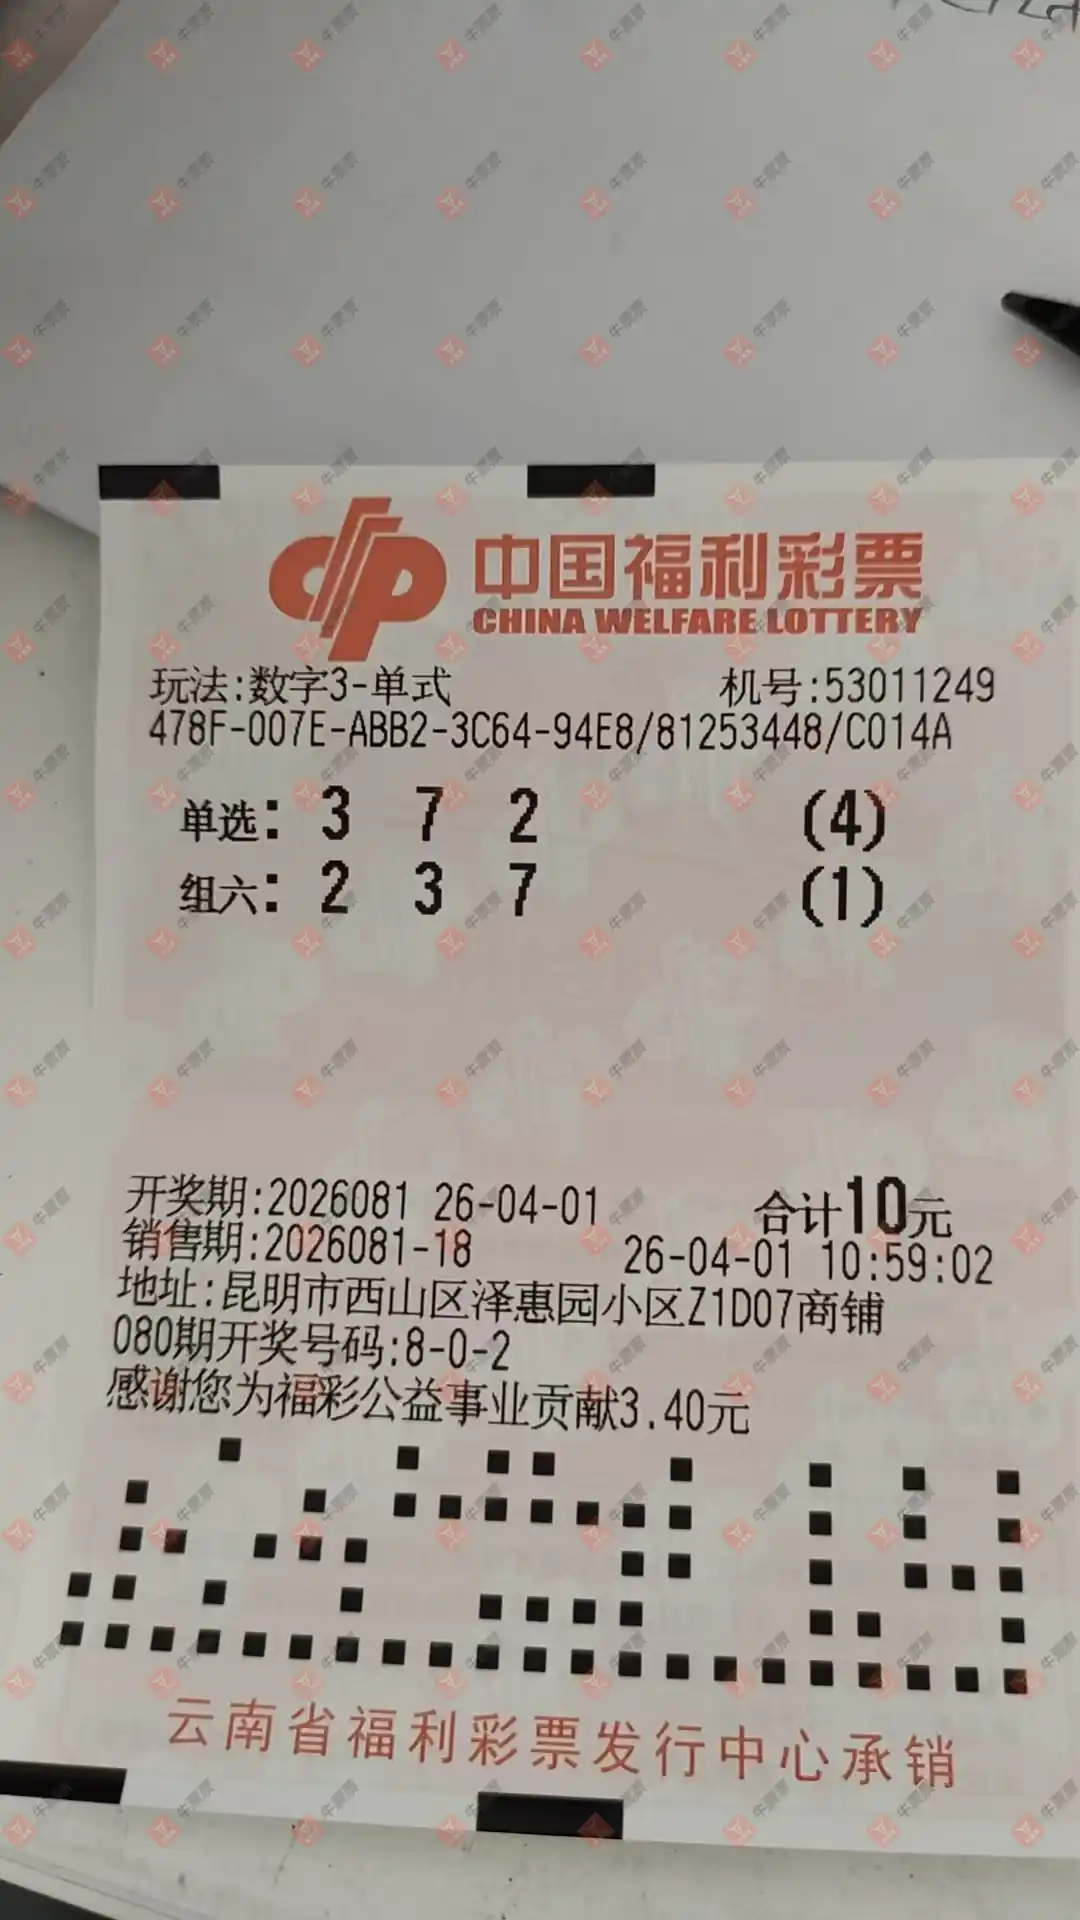 中国福利彩票
CHINA WELFARE LOTTERY
玩法:数字3-单式 机号:53011249
478F-007E-ABB2-3C64-94E8/81253448/C014A
单选: 3 7 2 (4)
组六: 2 3 7 (1)
开奖期:2026081 26-04-01 合计10元
销售期:2026081-18 26-04-01 10:59:02
地址:昆明市西山区泽惠园小区Z1D07商铺
080期开奖号码:8-0-2
感谢您为福彩公益事业贡献3.40元
云南省福利彩票发行中心承销
牛票票